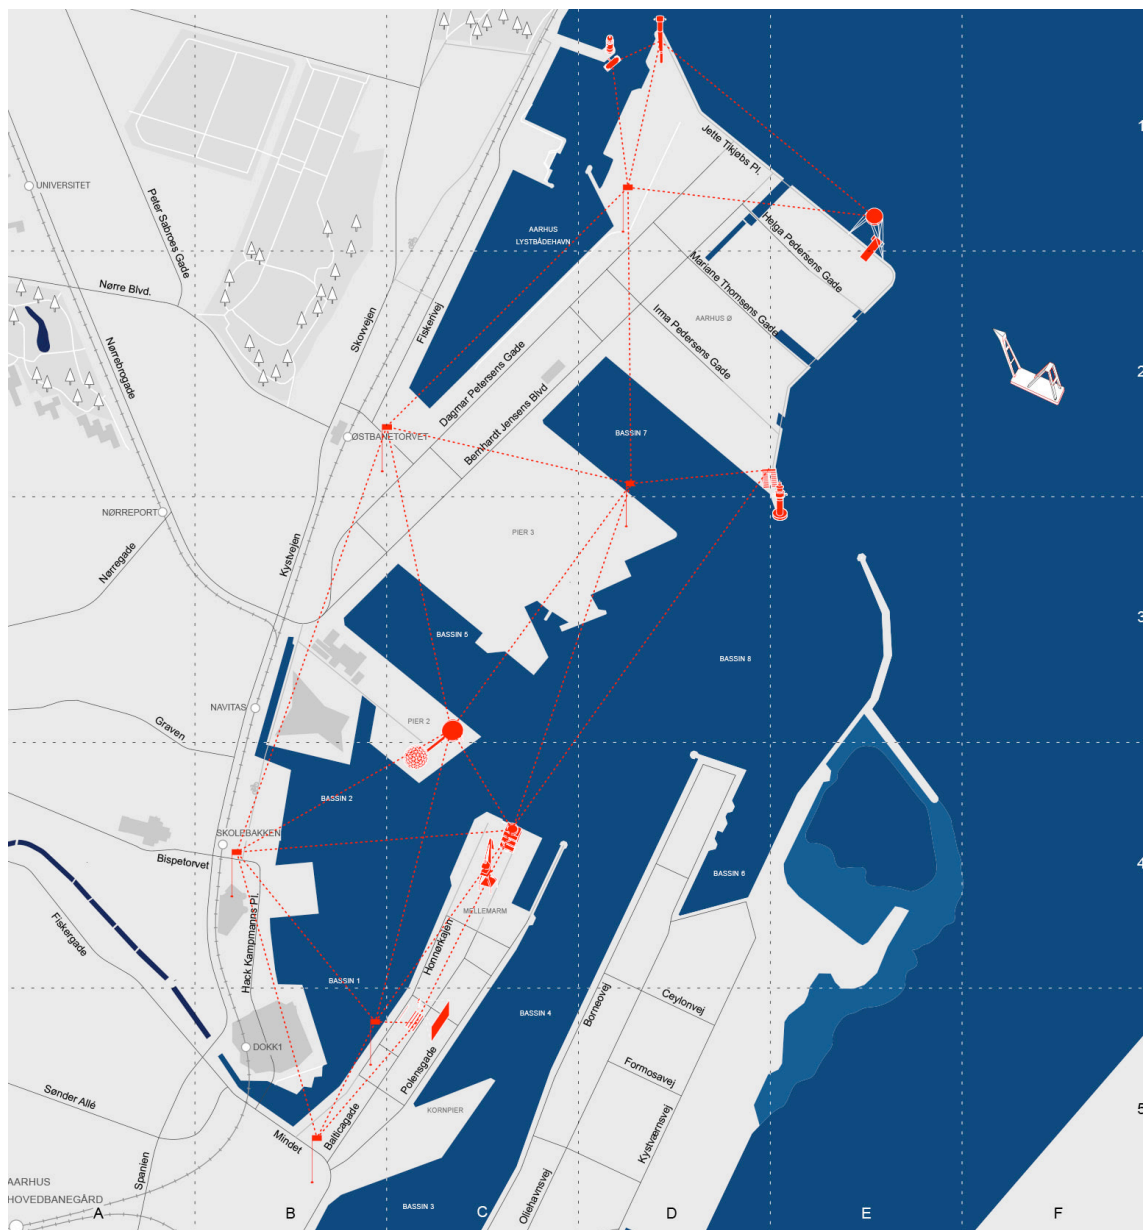 1
Jette Tikjøbs Pl.
UNIVERSITET
Peter Sabroes Gade
AARHUS
LYSTBÅDEHAVN
Helga Pedersens Gade
Mariane Thomsens Gade
Nørre Blvd.
Skovvejen
Fiskerivej
AARHUS Ø
Irma Pedersens Gade
Nørrebrogade
Dagmar Petersens Gade
2
Bernhardt Jensens Blvd
ØSTBANETORVET
BASSIN 7
NØRREPORT
Nørregade
Kystvejen
PIER 3
3
BASSIN 5
BASSIN 8
NAVITAS
Graven
PIER 2
BASSIN 2
SKOLEBAKKEN
Bispetorvet
4
BASSIN 6
Fiskergade
Hack Kampmanns Pl.
MELLEMARM
Honnørkajen
BASSIN 1
Borneovej
Ceylonvej
BASSIN 4
DOKK1
Polensgade
Formosavej
Sønder Allé
KORNPIER
5
Mindet
Balticagade
Kystværnsvej
Spanien
AARHUS
HOVEDBANEGÅRD
Oliehavnsvej
BASSIN 3
A B C D E F